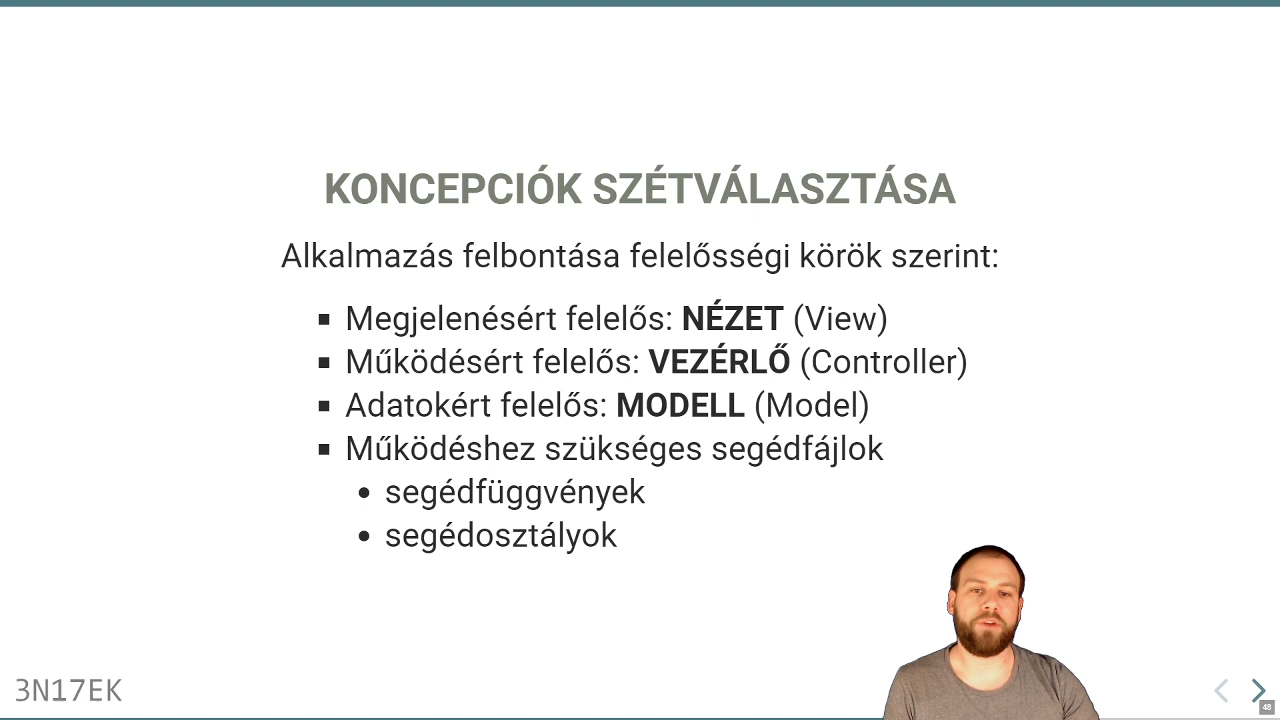 KONCEPCIÓK SZÉTVÁLASZTÁSA
Alkalmazás felbontása felelősségi körök szerint:
Megjelenésért felelős: NÉZET (View)
Működésért felelős: VEZÉRLŐ (Controller)
Adatokért felelős: MODELL (Model)
Működéshez szükséges segédfájlok
segédfüggvények
segédosztályok
3N17EK
48